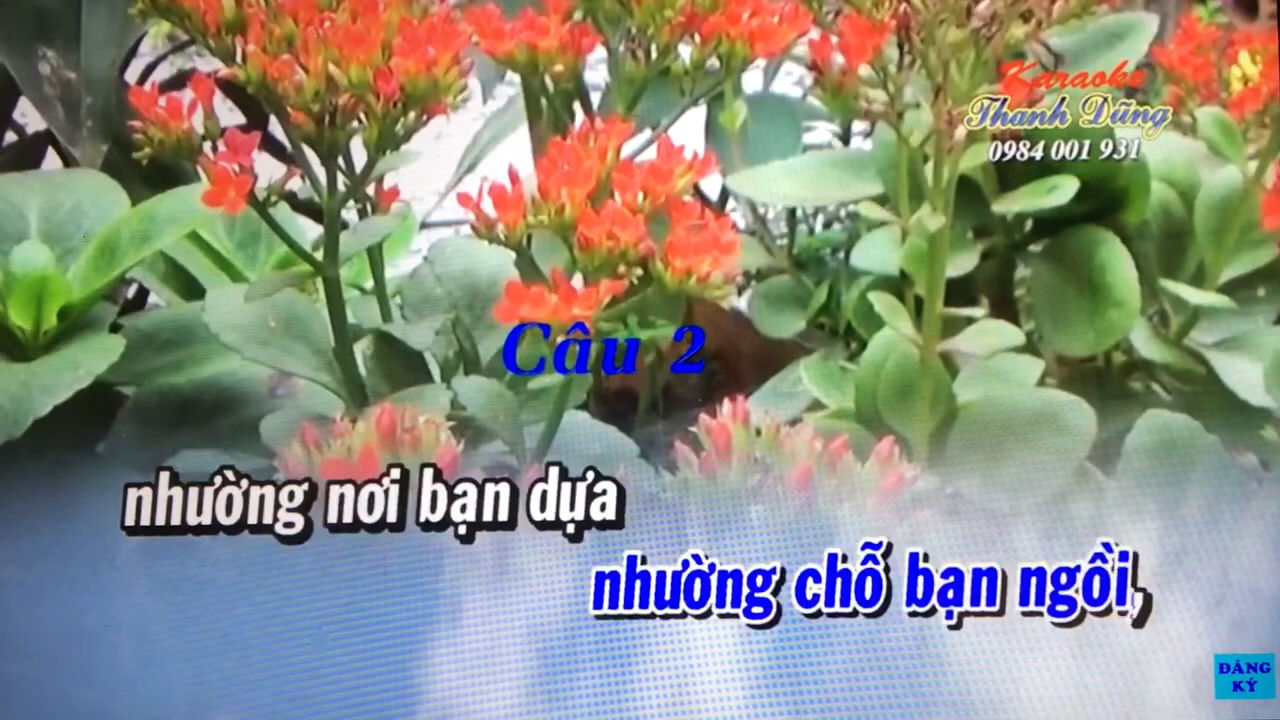 Karaoke
Thanh Dũng
0984 001 931
Câu 2
nhường nơi bạn dựa
nhường chỗ bạn ngồi,
ĐĂNG
KÝ